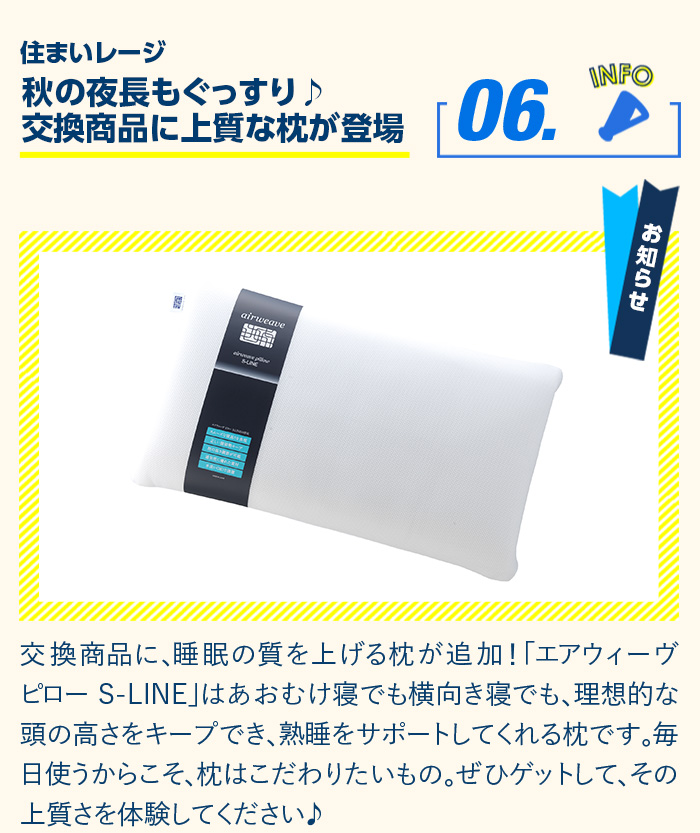 住まいレージ
秋の夜長もぐっすり♪
交換商品に上質な枕が登場
06.
INFO
お知らせ
airweave
airweave pillow
S-LINE
交換商品に、睡眠の質を上げる枕が追加！「エアウィーヴ
ピロー S-LINE」はあおむけ寝でも横向き寝でも、理想的な
頭の高さをキープでき、熟睡をサポートしてくれる枕です。毎
日使うからこそ、枕はこだわりたいもの。ぜひゲットして、その
上質さを体験してください♪